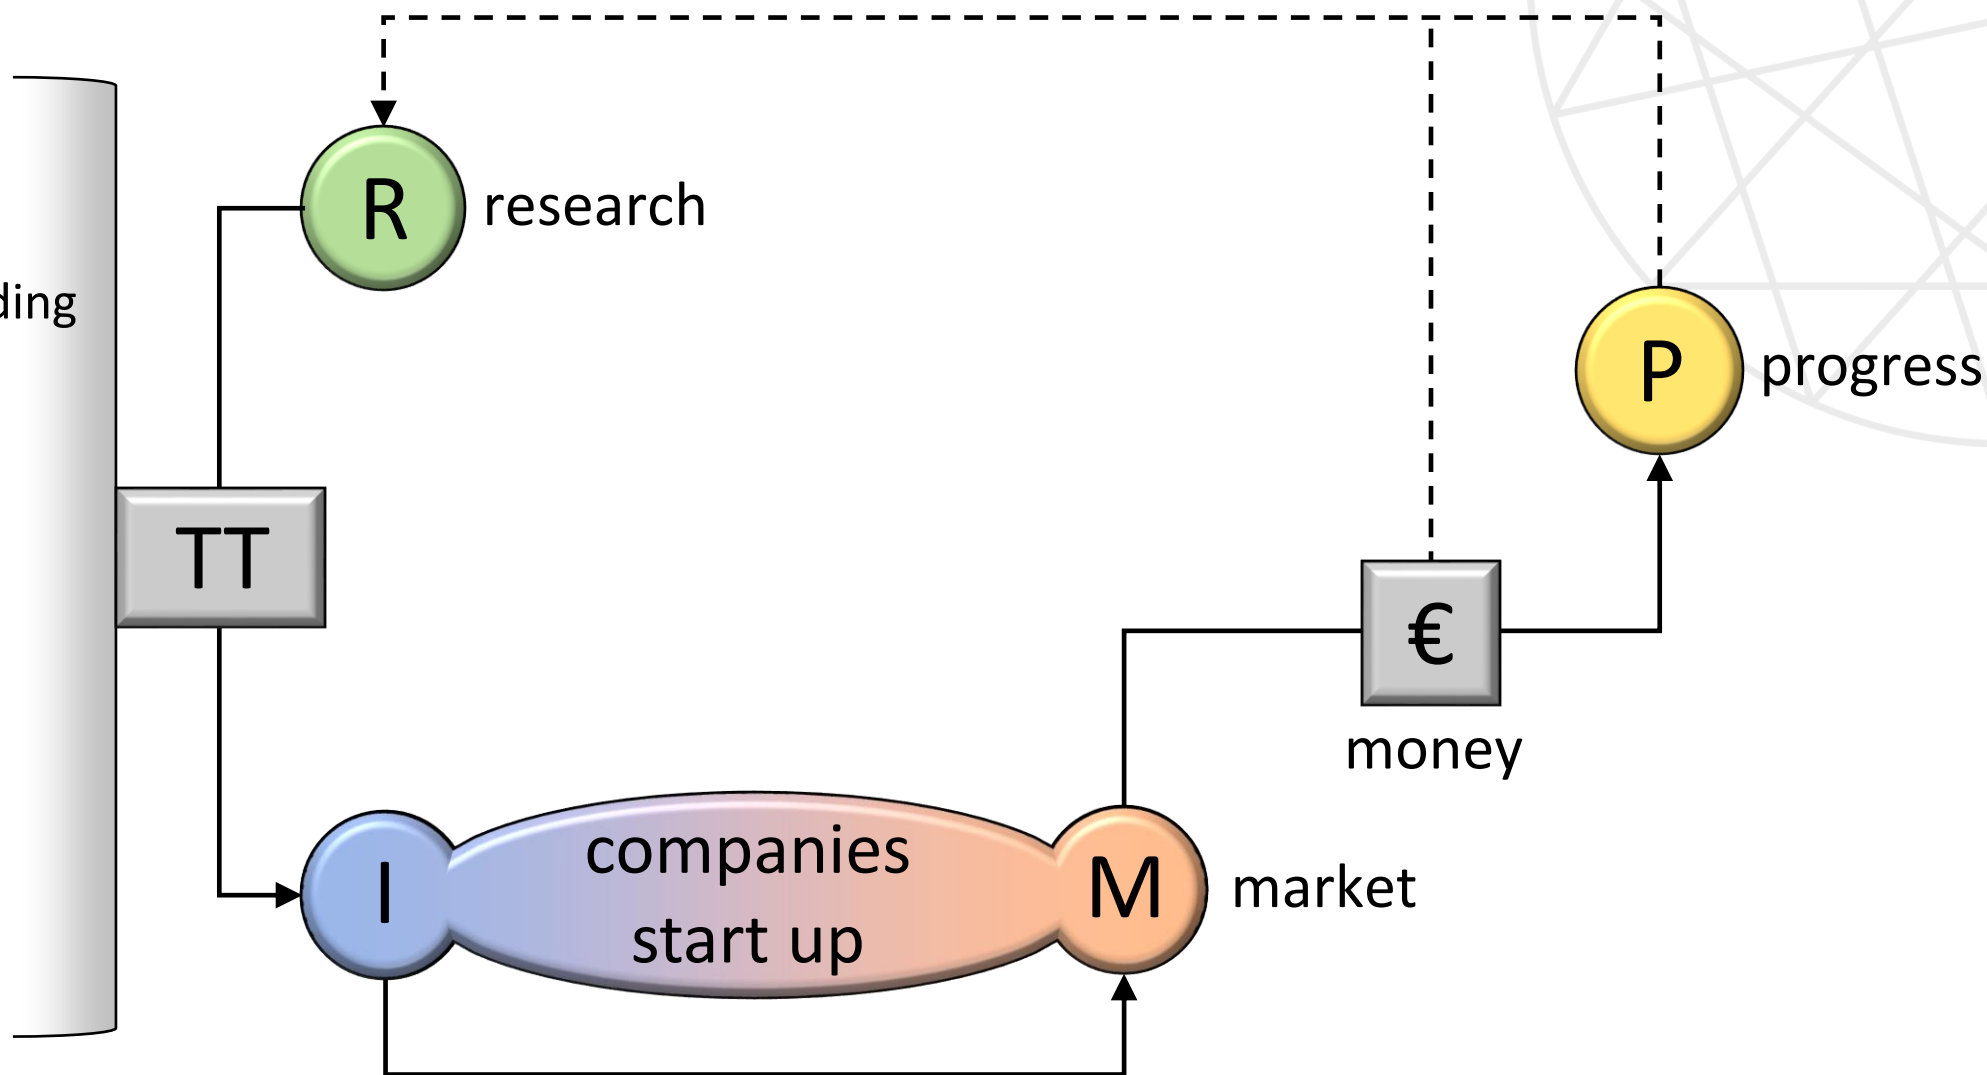 R
research
ding
P
progress
TT
€
money
I
companies
start up
M
market